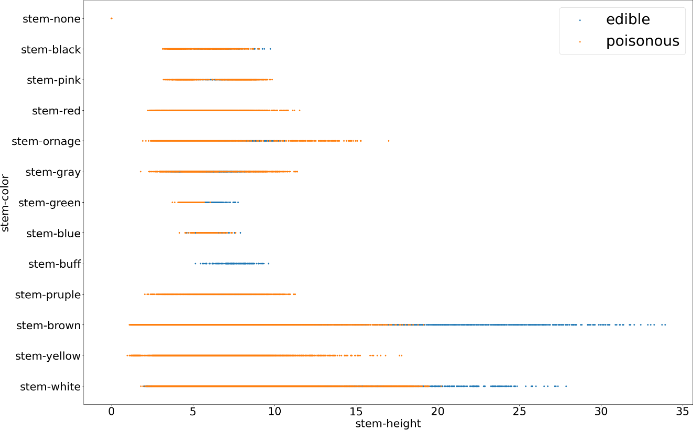 edible
poisonous
stem-none
stem-black
stem-pink
stem-red
stem-ornage
stem-gray
stem-green
stem-blue
stem-buff
stem-pruple
stem-brown
stem-yellow
stem-white
stem-color
0 5 10 15 20 25 30 35
stem-height